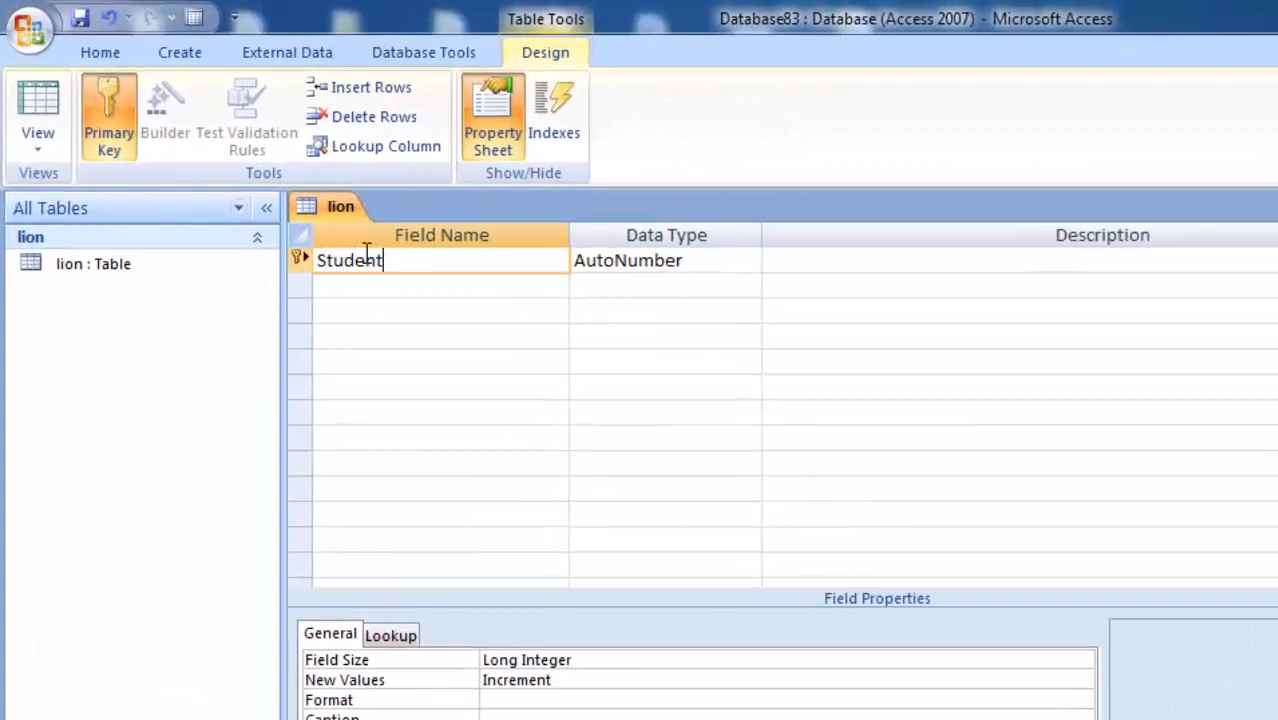 Table Tools
Database83 : Database (Access 2007) - Microsoft Access
Home
Create
External Data
Database Tools
Design
View
Primary
Key
Builder
Test Validation
Rules
Insert Rows
Delete Rows
Lookup Column
Property
Sheet
Indexes
Views
Tools
Show/Hide
All Tables
lion
lion
lion : Table
Field Name
Data Type
Description
Student
AutoNumber
Field Properties
General
Lookup
Field Size
Long Integer
New Values
Increment
Format
Caption